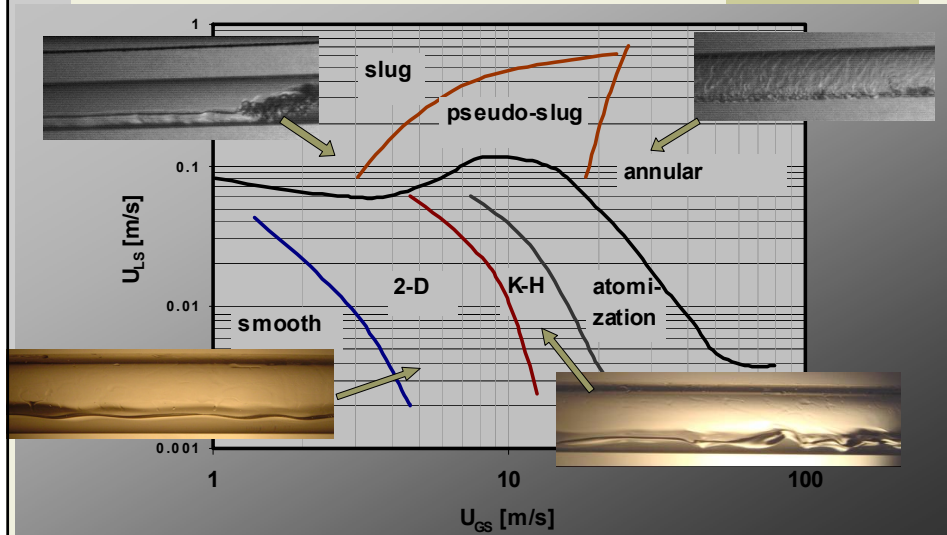 1
slug
pseudo-slug
0.1
annular
U_LS [m/s]
2-D
K-H
atomi-
zation
0.01
smooth
0.001
1
10
100
U_GS [m/s]